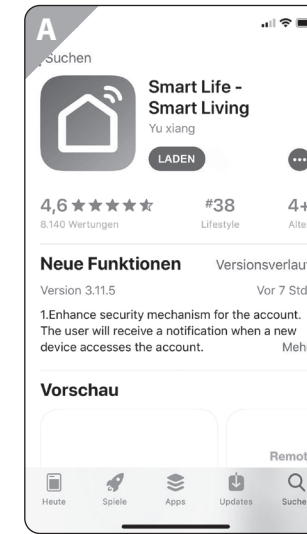 A
Suchen
Smart Life -
Smart Living
Yu xiang
LADEN
4,6 ★★★★⯪ #38 4+
8.140 Wertungen Lifestyle Alte
Neue Funktionen Versionsverlauf
Version 3.11.5 Vor 7 Std
1.Enhance security mechanism for the account.
The user will receive a notification when a new
device accesses the account. Meh
Vorschau
Remot
Heute Spiele Apps Updates Suche